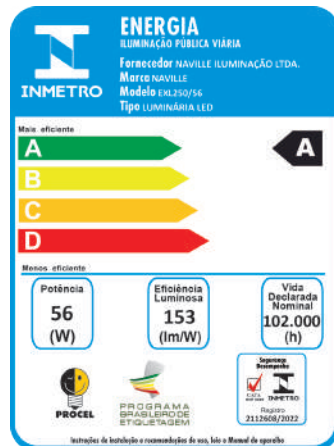 ENERGIA
ILUMINAÇÃO PÚBLICA VIÁRIA
Fornecedor NAVILLE ILUMINAÇÃO LTDA.
Marca NAVILLE
Modelo EXL250/56
Tipo LUMINÁRIA LED
INMETRO
Mais eficiente
A
A
B
C
D
Menos eficiente
Potência
56
(W)
Eficiência
Luminosa
153
(lm/W)
Vida
Declarada
Nominal
102.000
(h)
PROCEL
PROGRAMA
BRASILEIRO DE
ETIQUETAGEM
Segurança
Desempenho
INMETRO
Registro
2112608/2022
Instruções de instalação e recomendações de uso, leia o Manual do aparelho